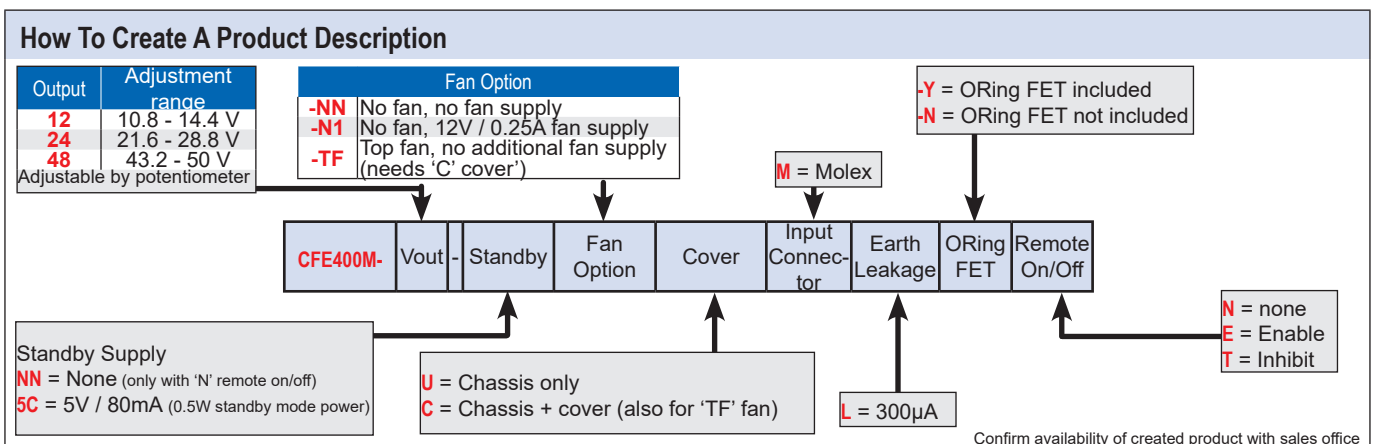 How To Create A Product Description
Output Adjustment range
12 10.8 - 14.4 V
24 21.6 - 28.8 V
48 43.2 - 50 V
Adjustable by potentiometer
Fan Option
-NN No fan, no fan supply
-N1 No fan, 12V / 0.25A fan supply
-TF Top fan, no additional fan supply
(needs ‘C’ cover’)
M = Molex
-Y = ORing FET included
-N = ORing FET not included
CFE400M- Vout - Standby Fan Option Cover Input Connec-tor Earth Leakage ORing FET Remote On/Off
Standby Supply
NN = None (only with ‘N’ remote on/off)
5C = 5V / 80mA (0.5W standby mode power)
U = Chassis only
C = Chassis + cover (also for ‘TF’ fan)
L = 300µA
N = none
E = Enable
T = Inhibit
Confirm availability of created product with sales office